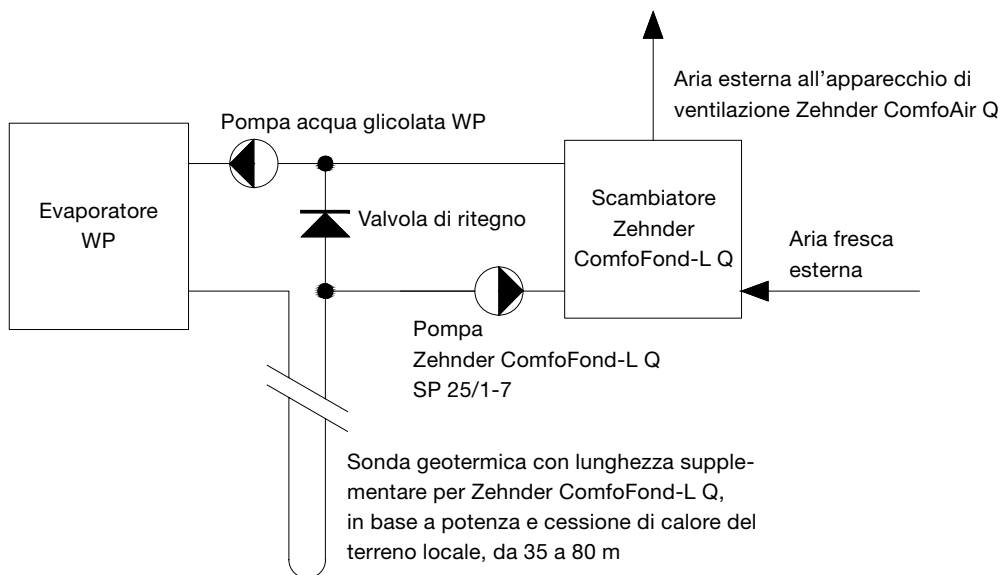 Aria esterna all’apparecchio di
ventilazione Zehnder ComfoAir Q
Pompa acqua glicolata WP
Evaporatore
WP
Valvola di ritegno
Scambiatore
Zehnder
ComfoFond-L Q
Aria fresca
esterna
Pompa
Zehnder ComfoFond-L Q
SP 25/1-7
Sonda geotermica con lunghezza supple-
mentare per Zehnder ComfoFond-L Q,
in base a potenza e cessione di calore del
terreno locale, da 35 a 80 m